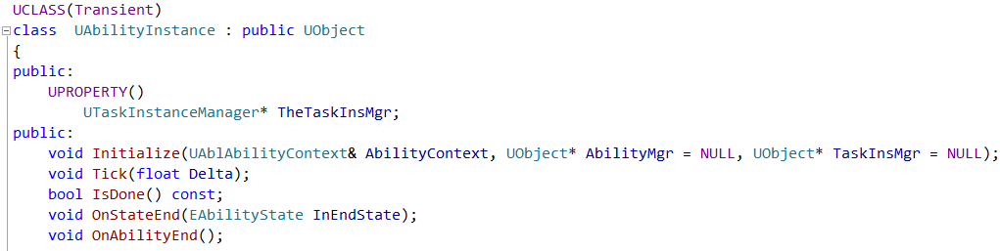 UCLASS(Transient)
class  UAbilityInstance : public UObject
{
public:
    UPROPERTY()
        UTaskInstanceManager* TheTaskInsMgr;
public:
    void Initialize(UAblAbilityContext& AbilityContext, UObject* AbilityMgr = NULL, UObject* TaskInsMgr = NULL);
    void Tick(float Delta);
    bool IsDone() const;
    void OnStateEnd(EAbilityState InEndState);
    void OnAbilityEnd();